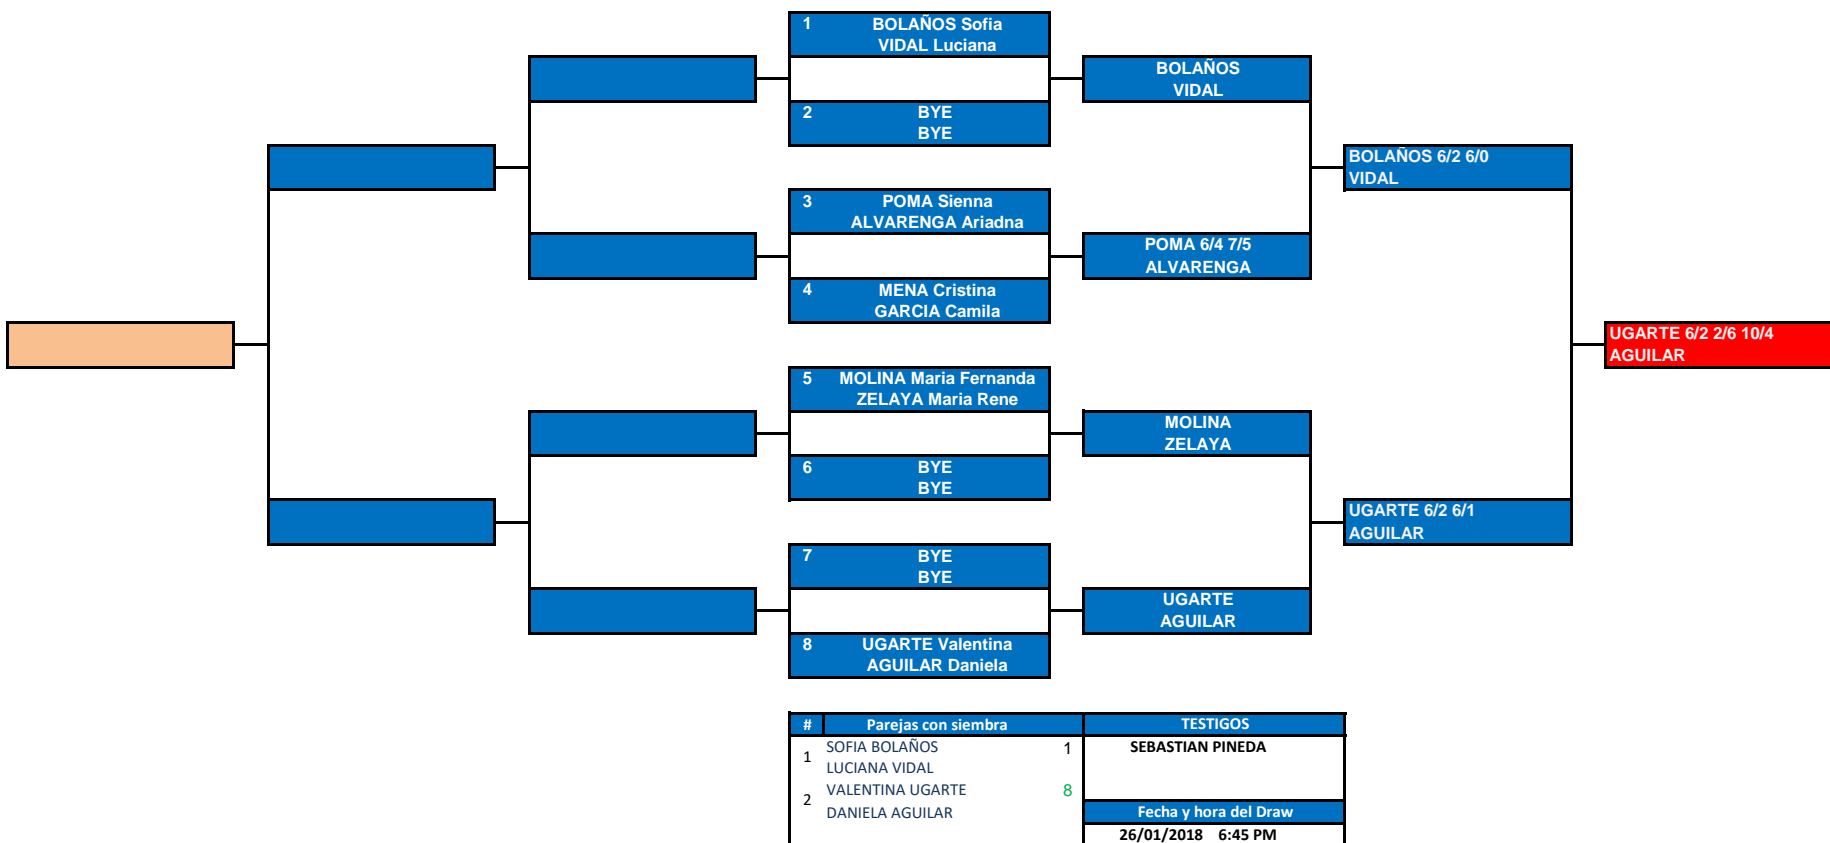 1 BOLAÑOS Sofia
VIDAL Luciana
BOLAÑOS
VIDAL
2 BYE
BYE
BOLAÑOS 6/2 6/0
VIDAL
3 POMA Sienna
ALVARENGA Ariadna
POMA 6/4 7/5
ALVARENGA
4 MENA Cristina
GARCIA Camila
UGARTE 6/2 2/6 10/4
AGUILAR
5 MOLINA Maria Fernanda
ZELAYA Maria Rene
MOLINA
ZELAYA
6 BYE
BYE
UGARTE 6/2 6/1
AGUILAR
7 BYE
BYE
UGARTE
AGUILAR
8 UGARTE Valentina
AGUILAR Daniela
# Parejas con siembra TESTIGOS
1 SOFIA BOLAÑOS 1 SEBASTIAN PINEDA
LUCIANA VIDAL
2 VALENTINA UGARTE 8
DANIELA AGUILAR Fecha y hora del Draw
26/01/2018 6:45 PM